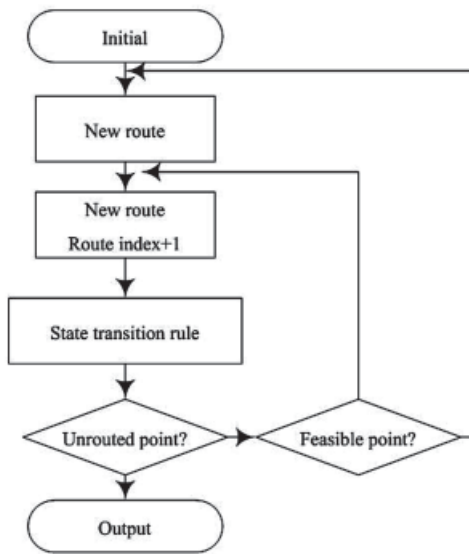 Initial
New route
New route
Route index+1
State transition rule
Unrouted point?
Feasible point?
Output